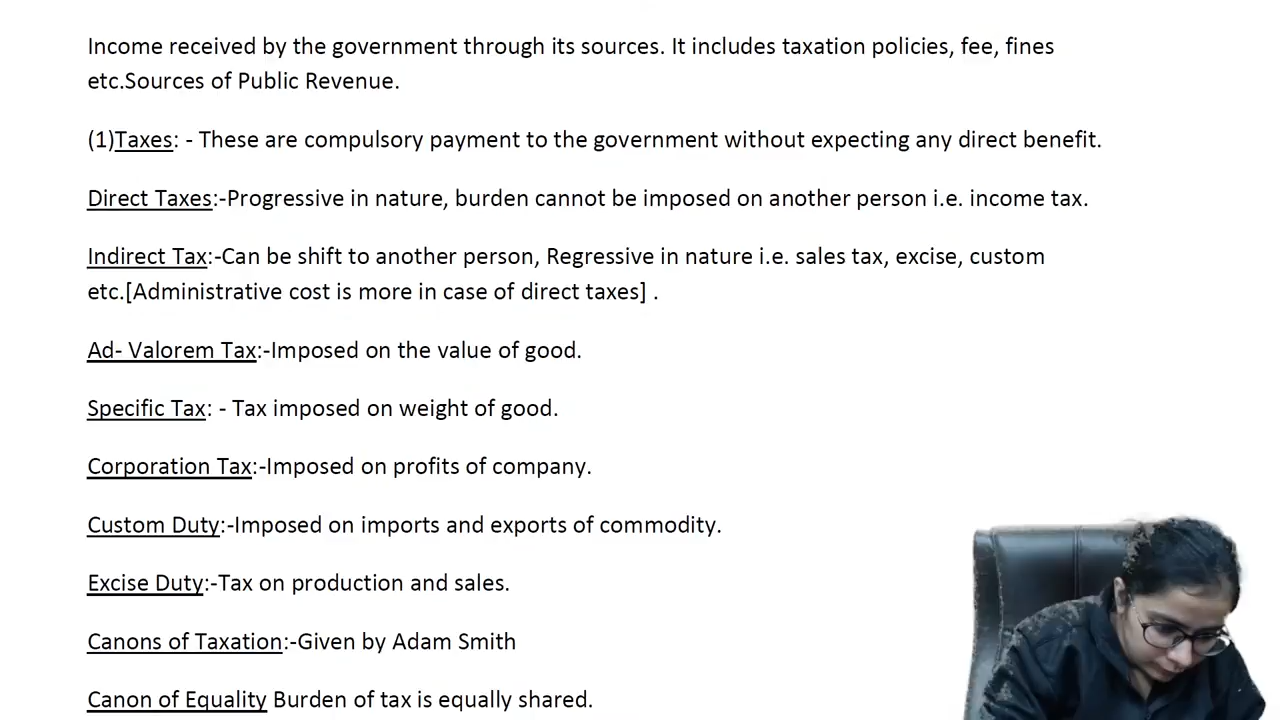 Income received by the government through its sources. It includes taxation policies, fee, fines
etc.Sources of Public Revenue.
(1)Taxes: - These are compulsory payment to the government without expecting any direct benefit.
Direct Taxes:-Progressive in nature, burden cannot be imposed on another person i.e. income tax.
Indirect Tax:-Can be shift to another person, Regressive in nature i.e. sales tax, excise, custom
etc.[Administrative cost is more in case of direct taxes] .
Ad- Valorem Tax:-Imposed on the value of good.
Specific Tax: - Tax imposed on weight of good.
Corporation Tax:-Imposed on profits of company.
Custom Duty:-Imposed on imports and exports of commodity.
Excise Duty:-Tax on production and sales.
Canons of Taxation:-Given by Adam Smith
Canon of Equality Burden of tax is equally shared.